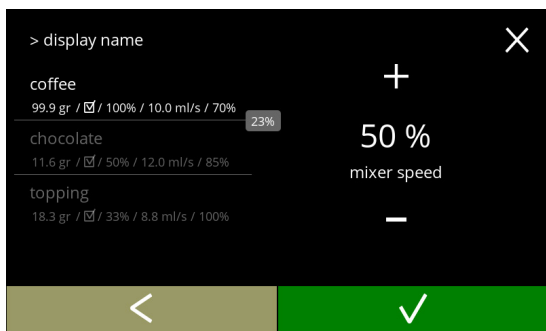 > display name
coffee
99.9 gr / ☑ / 100% / 10.0 ml/s / 70%
23%
chocolate
11.6 gr / ☑ / 50% / 12.0 ml/s / 85%
topping
18.3 gr / ☑ / 33% / 8.8 ml/s / 100%
+
50 %
mixer speed